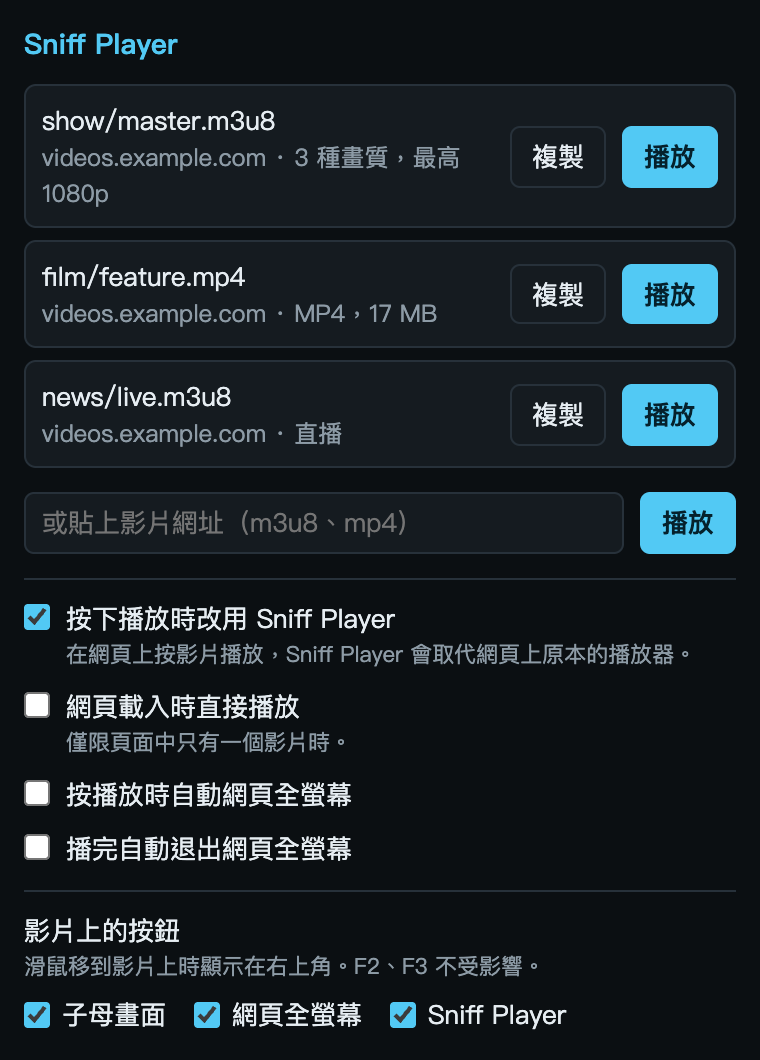 Sniff Player
show/master.m3u8
videos.example.com · 3 種畫質，最高
1080p
複製
播放
film/feature.mp4
videos.example.com · MP4，17 MB
複製
播放
news/live.m3u8
videos.example.com · 直播
複製
播放
或貼上影片網址（m3u8、mp4）
播放
按下播放時改用 Sniff Player
在網頁上按影片播放，Sniff Player 會取代網頁上原本的播放器。
網頁載入時直接播放
僅限頁面中只有一個影片時。
按播放時自動網頁全螢幕
播完自動退出網頁全螢幕
影片上的按鈕
滑鼠移到影片上時顯示在右上角。F2、F3 不受影響。
子母畫面
網頁全螢幕
Sniff Player